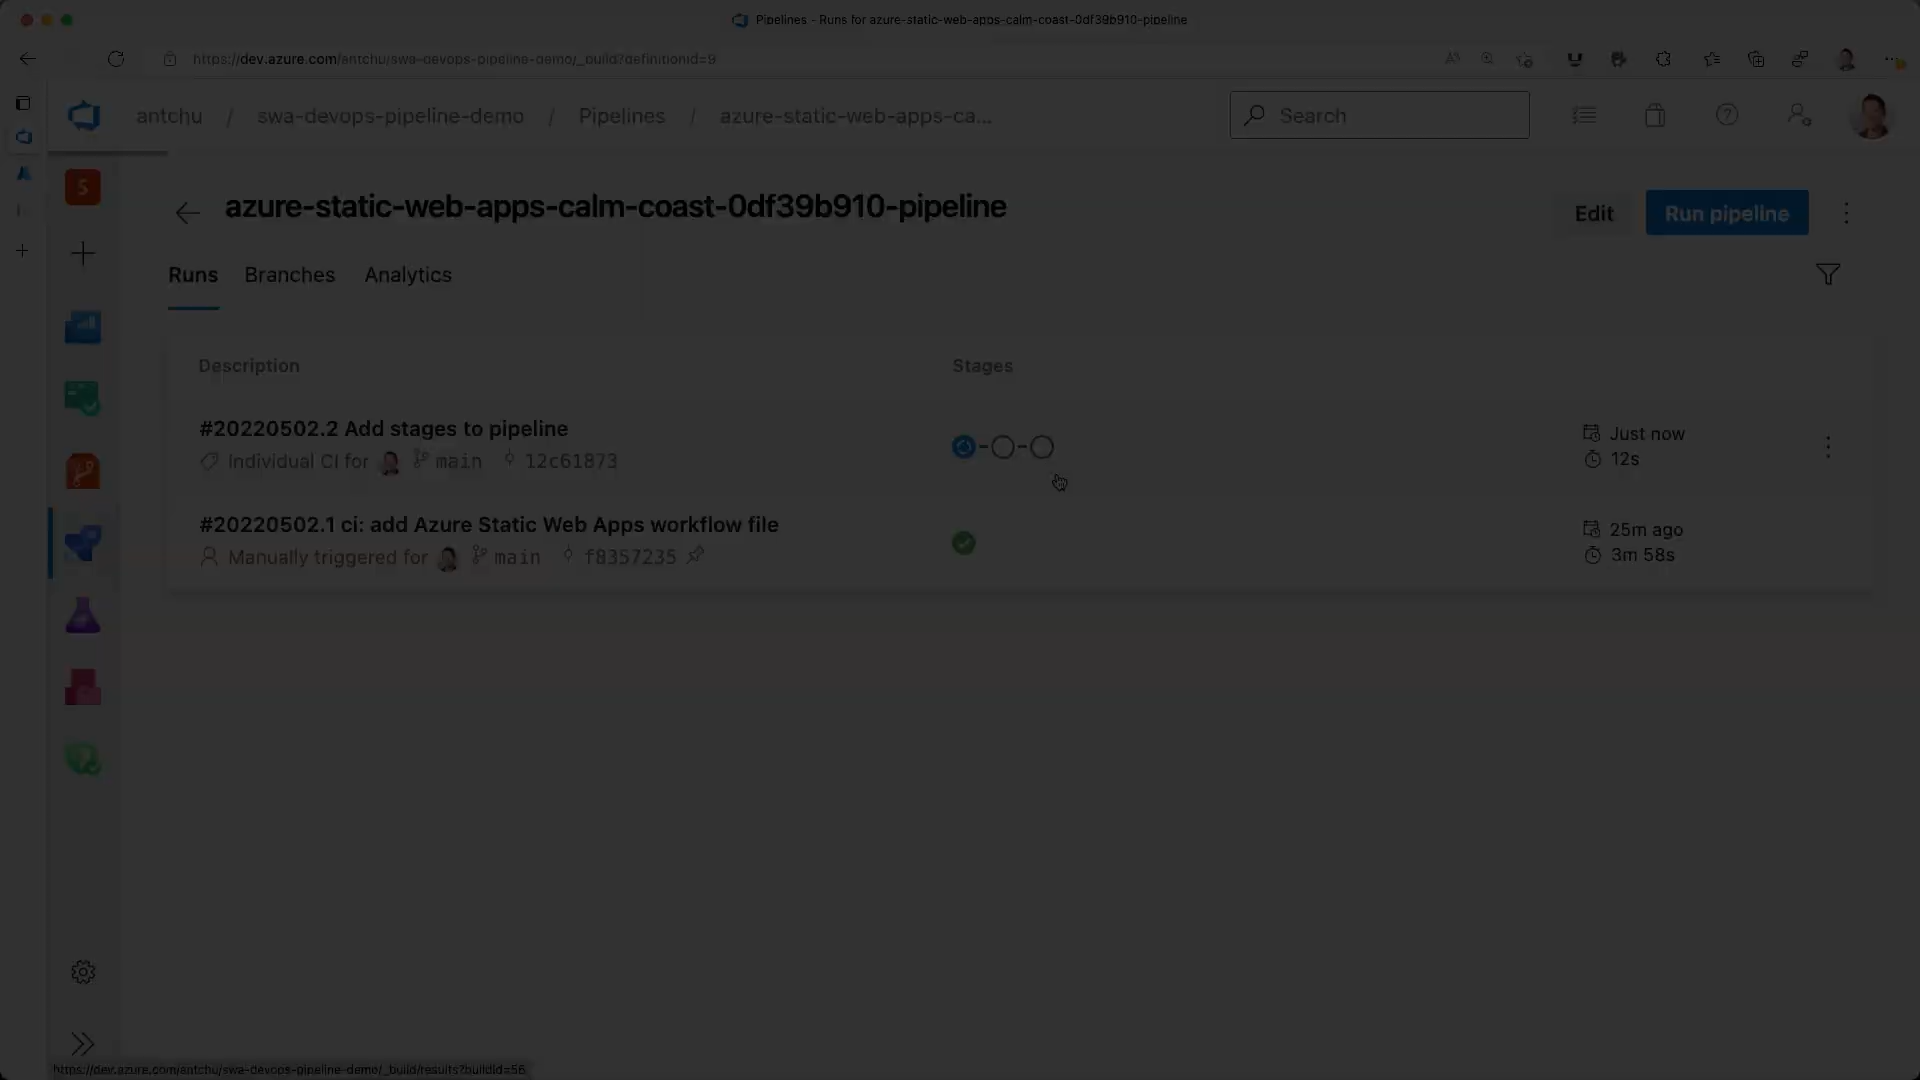 Pipelines - Runs for azure-static-web-apps-calm-coast-0df39b910-pipeline
https://dev.azure.com/antchu/swa-devops-pipeline-demo/_build?definitionId=9
antchu / swa-devops-pipeline-demo / Pipelines / azure-static-web-apps-ca...
Search
S
azure-static-web-apps-calm-coast-0df39b910-pipeline
Edit
Run pipeline
Runs
Branches
Analytics
Description
Stages
#20220502.2 Add stages to pipeline
Individual CI for main 12c61873
Just now
12s
#20220502.1 ci: add Azure Static Web Apps workflow file
Manually triggered for main f8357235
25m ago
3m 58s
https://dev.azure.com/antchu/swa-devops-pipeline-demo/_build/results?buildId=56